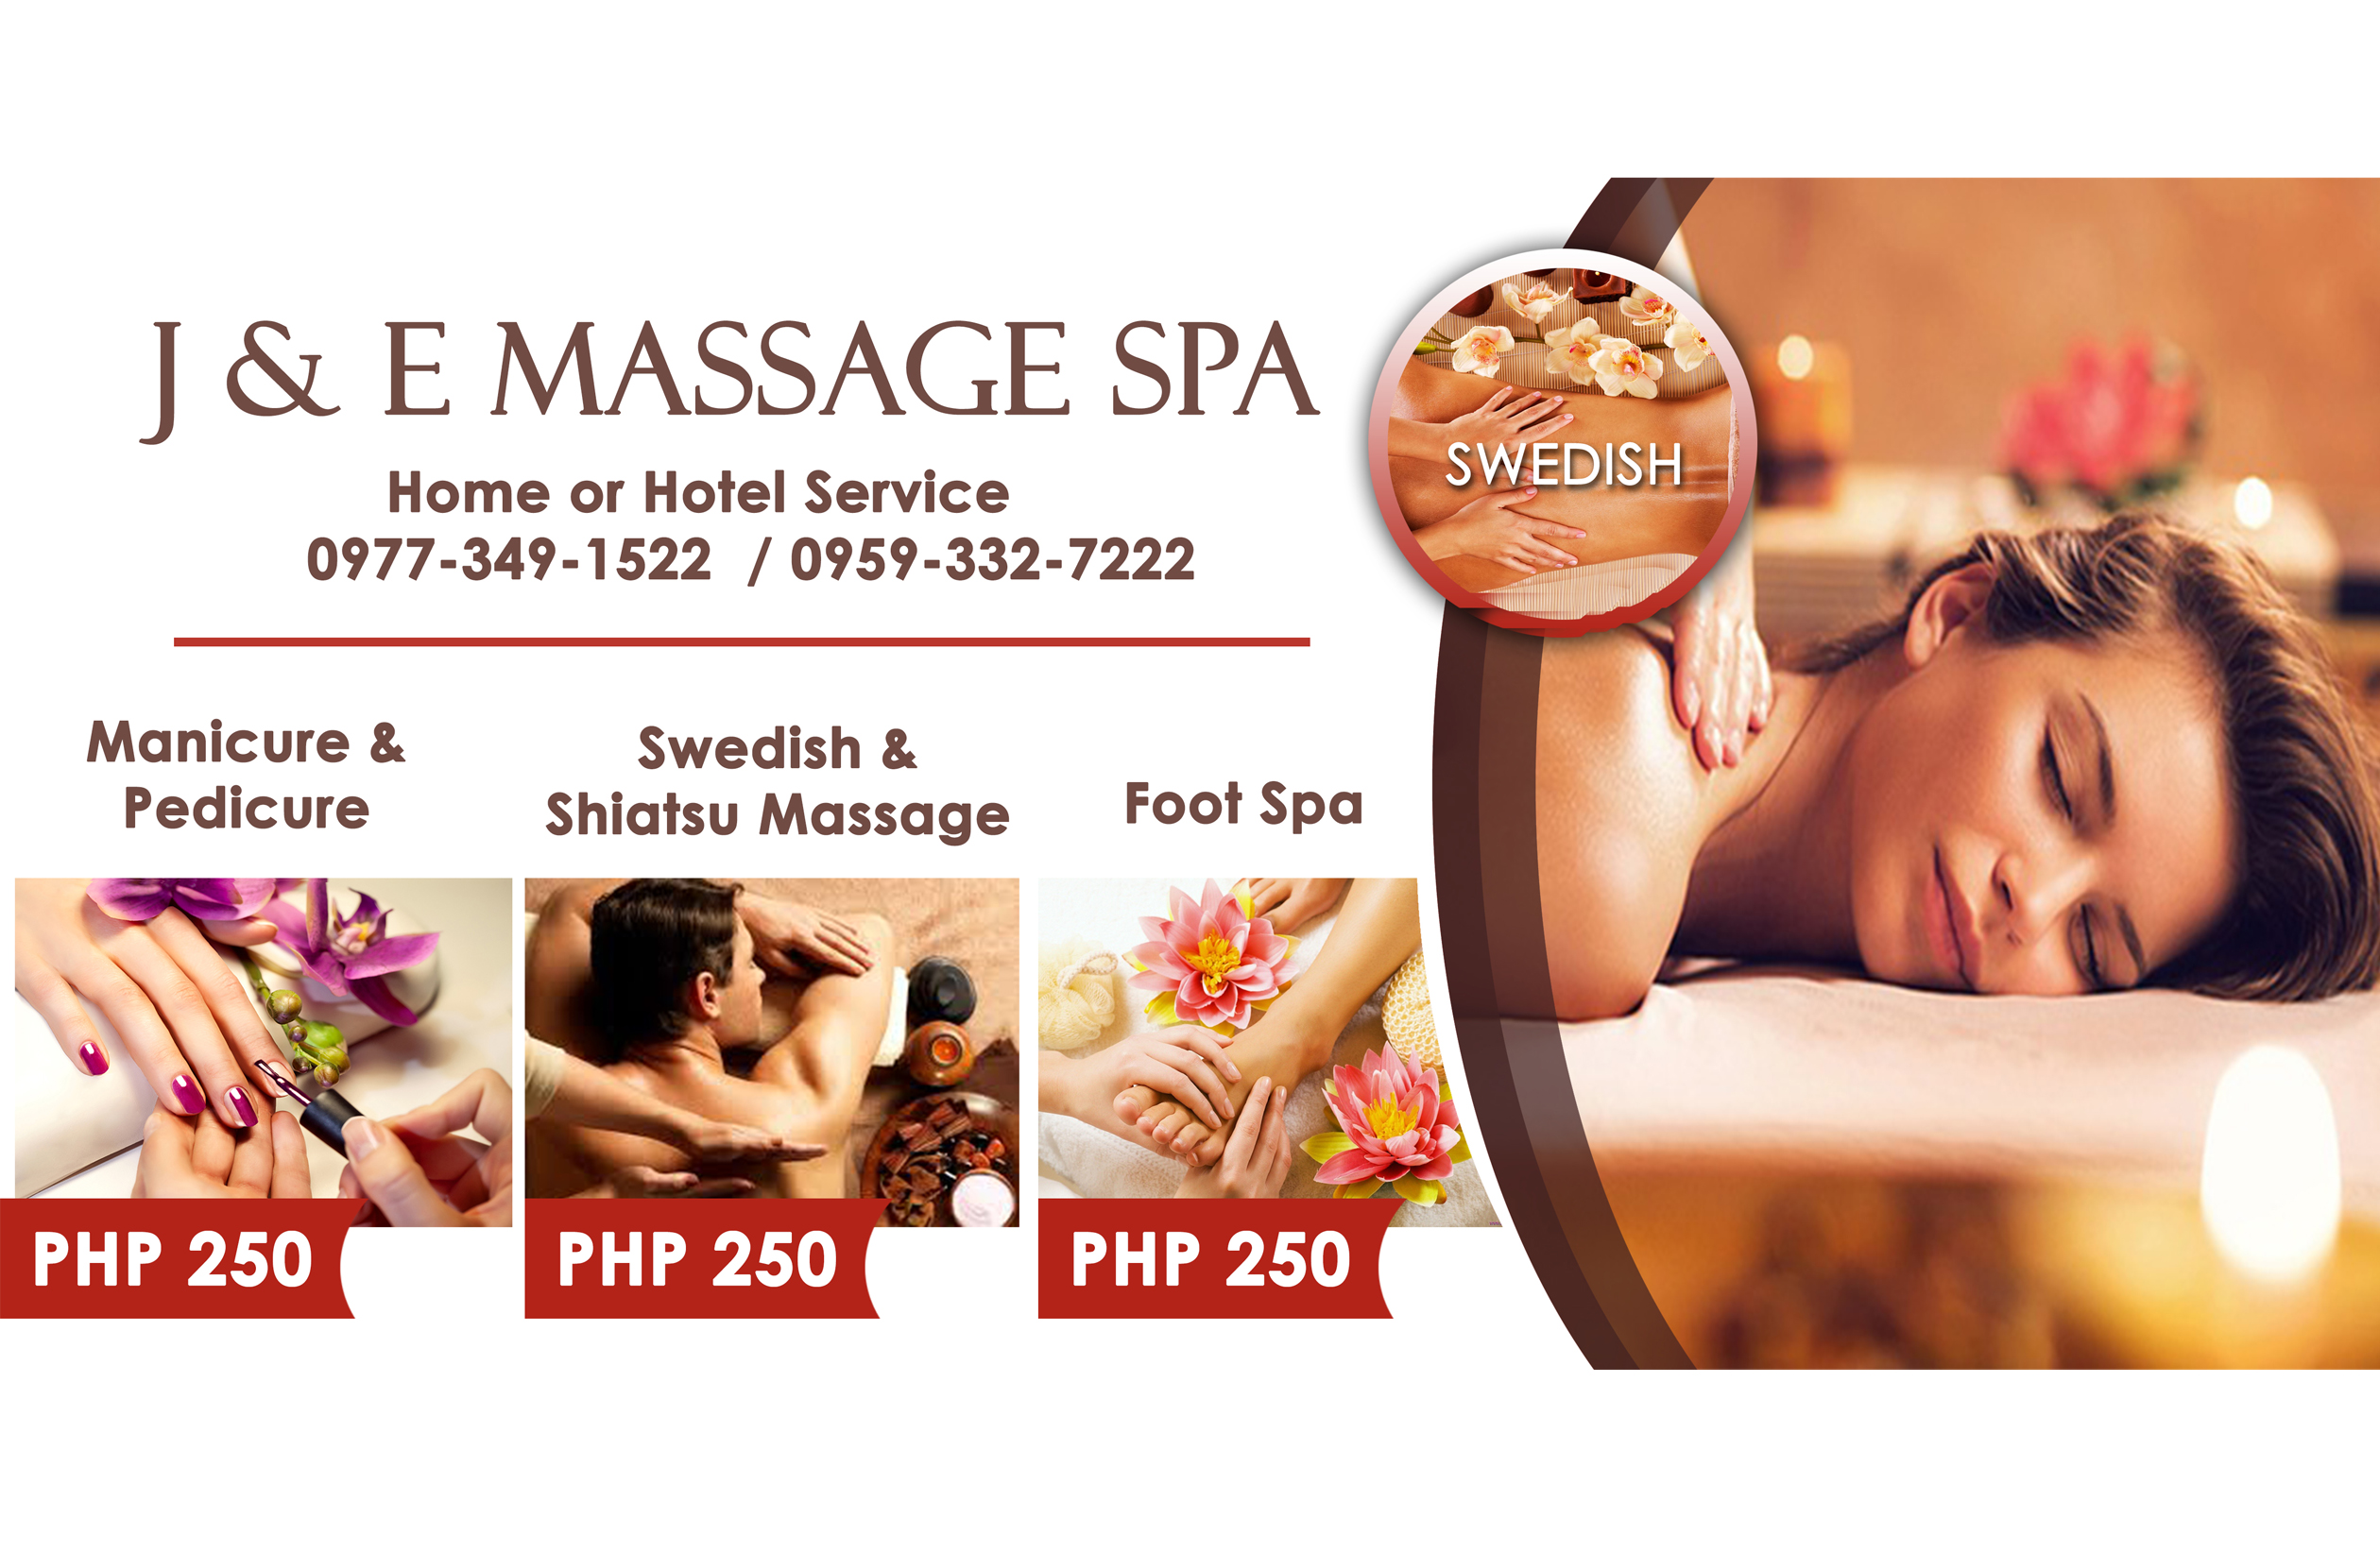 J & E MASSAGE SPA
Home or Hotel Service
0977-349-1522 / 0959-332-7222
SWEDISH
Manicure &
Pedicure
Swedish &
Shiatsu Massage
Foot Spa
PHP 250
PHP 250
PHP 250